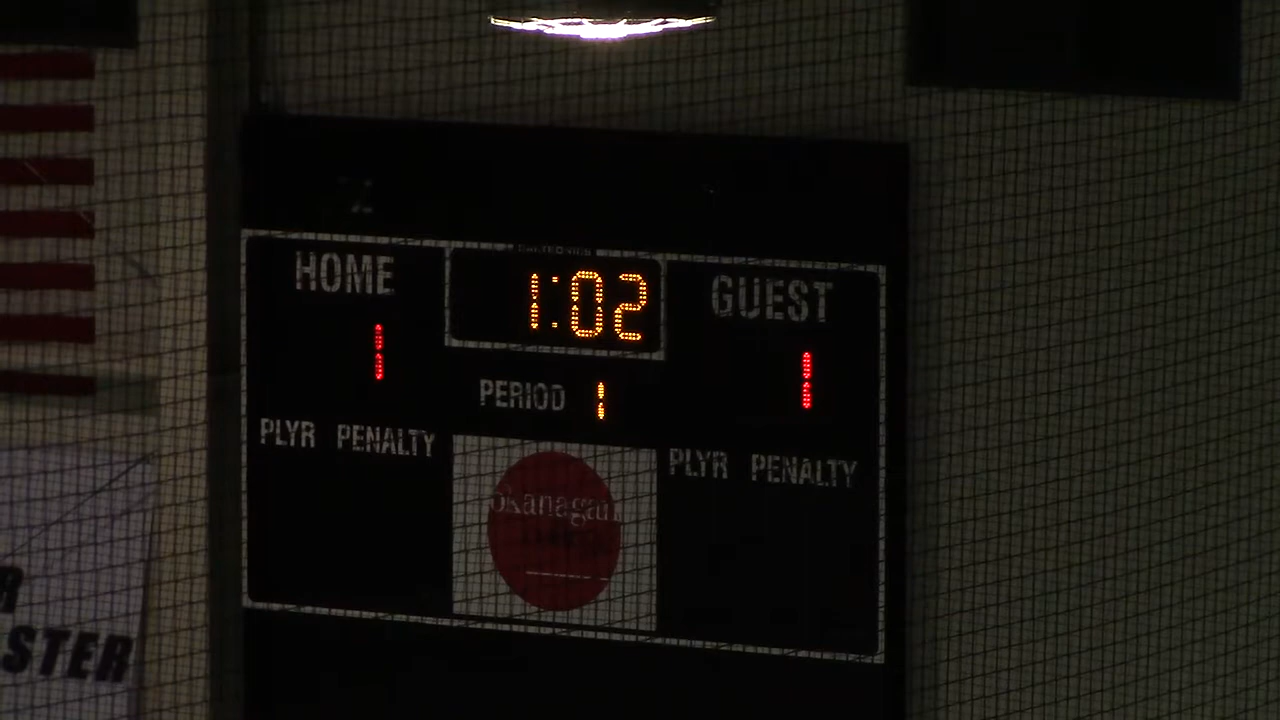 HOME
1:02
GUEST
1
PERIOD 1
1
PLYR PENALTY
PLYR PENALTY
okanagan
R
STER